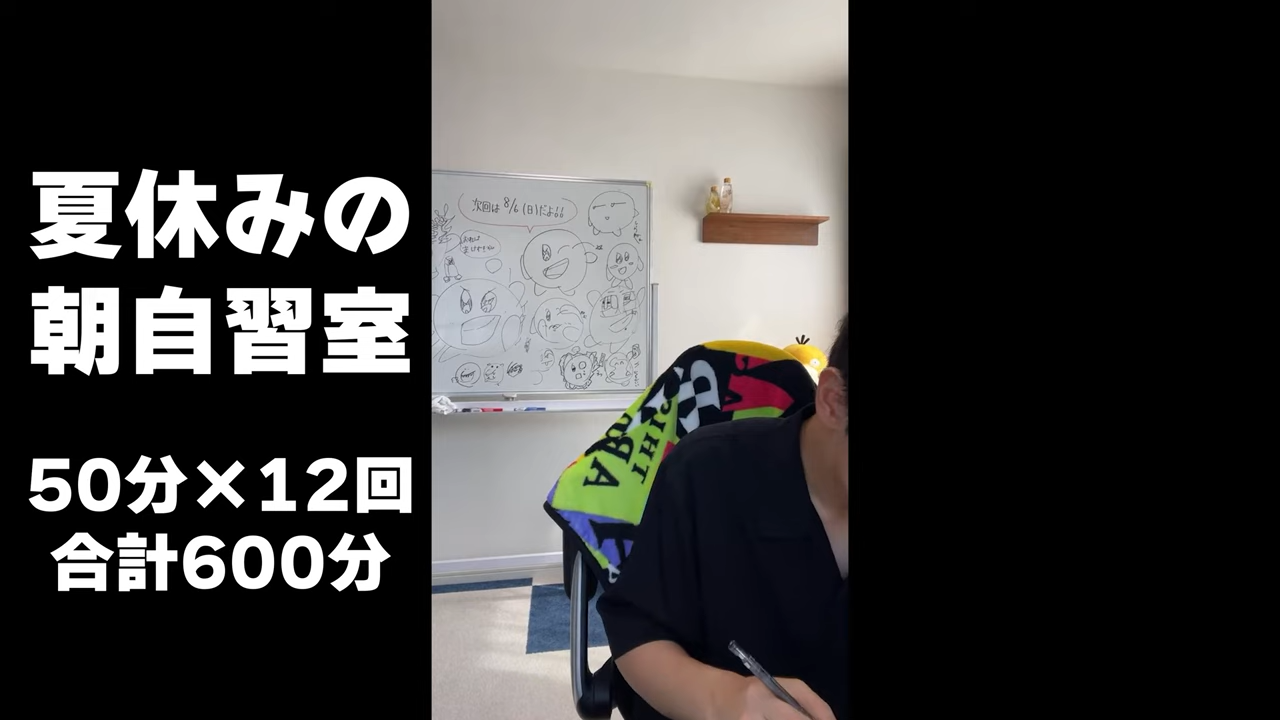 夏休みの
朝自習室
50分×12回
合計600分
次回は 8/6 (日)だよ!!